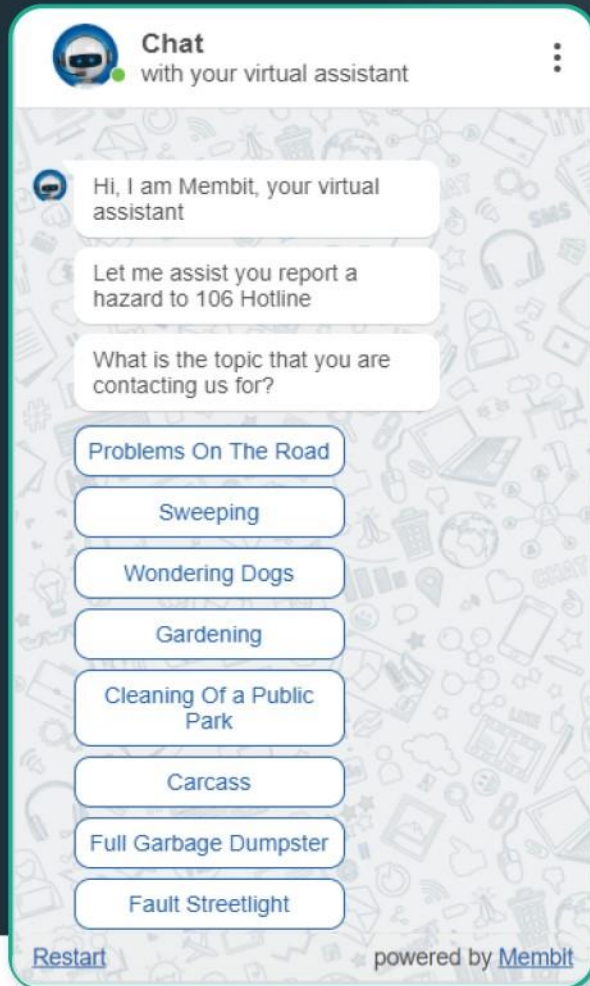 Chat
with your virtual assistant
Hi, I am Membit, your virtual
assistant
Let me assist you report a
hazard to 106 Hotline
What is the topic that you are
contacting us for?
Problems On The Road
Sweeping
Wondering Dogs
Gardening
Cleaning Of a Public
Park
Carcass
Full Garbage Dumpster
Fault Streetlight
Restart
powered by Membit